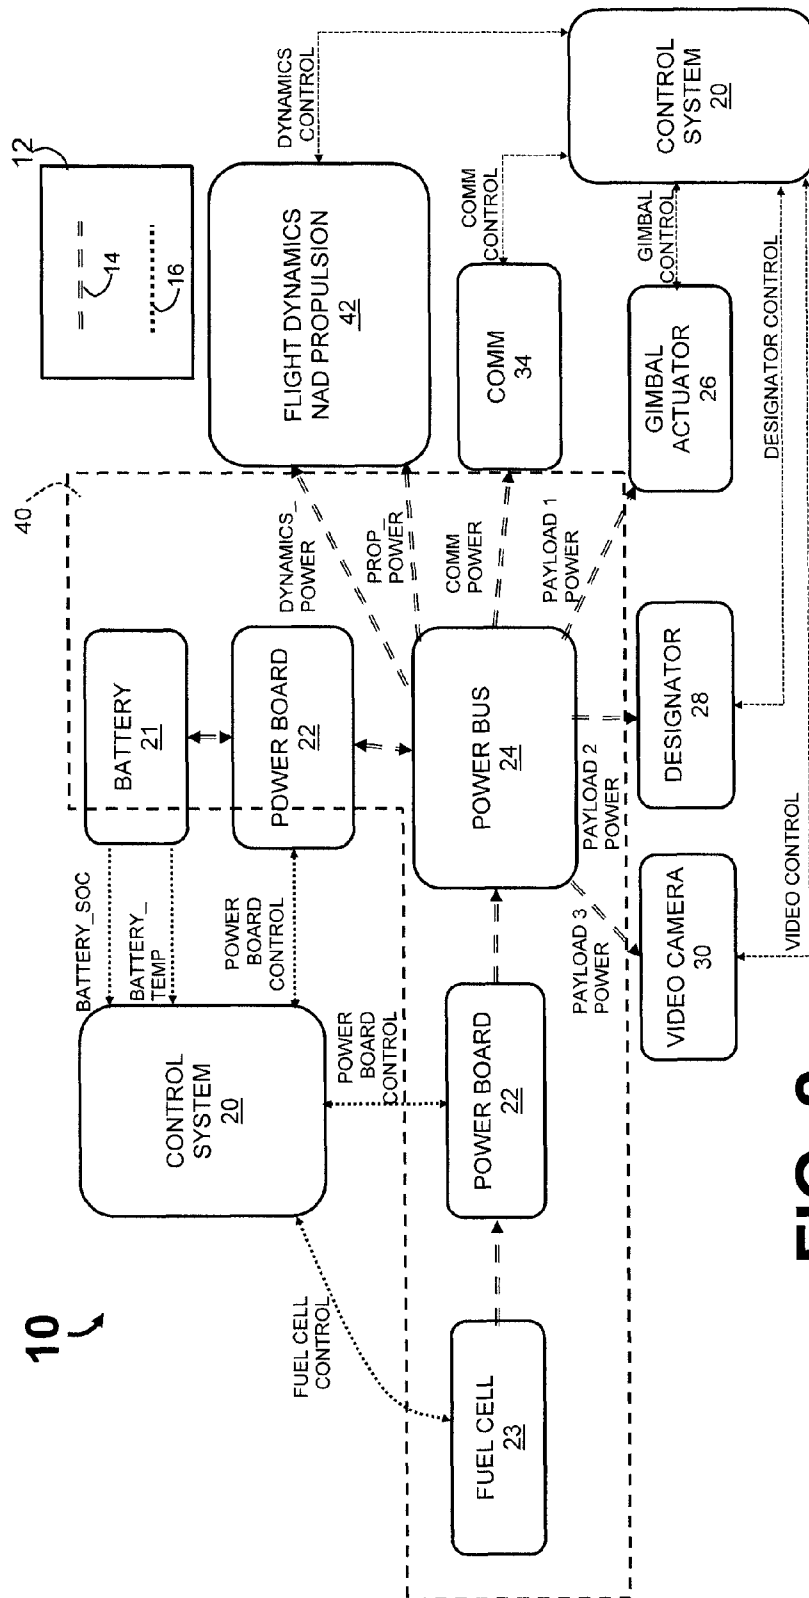 10
12
14
16
40
CONTROL
SYSTEM
20
BATTERY_SOC
BATTERY_
TEMP
BATTERY
21
FUEL CELL
CONTROL
POWER
BOARD
CONTROL
POWER
BOARD
CONTROL
POWER BOARD
22
DYNAMICS_
POWER
PROP_
POWER
FLIGHT DYNAMICS
NAD PROPULSION
42
DYNAMICS
CONTROL
FUEL CELL
23
POWER BOARD
22
POWER BUS
24
COMM
POWER
COMM
34
COMM
CONTROL
PAYLOAD 3
POWER
PAYLOAD 2
POWER
PAYLOAD 1
POWER
GIMBAL
ACTUATOR
26
GIMBAL
CONTROL
CONTROL
SYSTEM
20
VIDEO CAMERA
30
DESIGNATOR
28
DESIGNATOR CONTROL
VIDEO CONTROL
FIG.